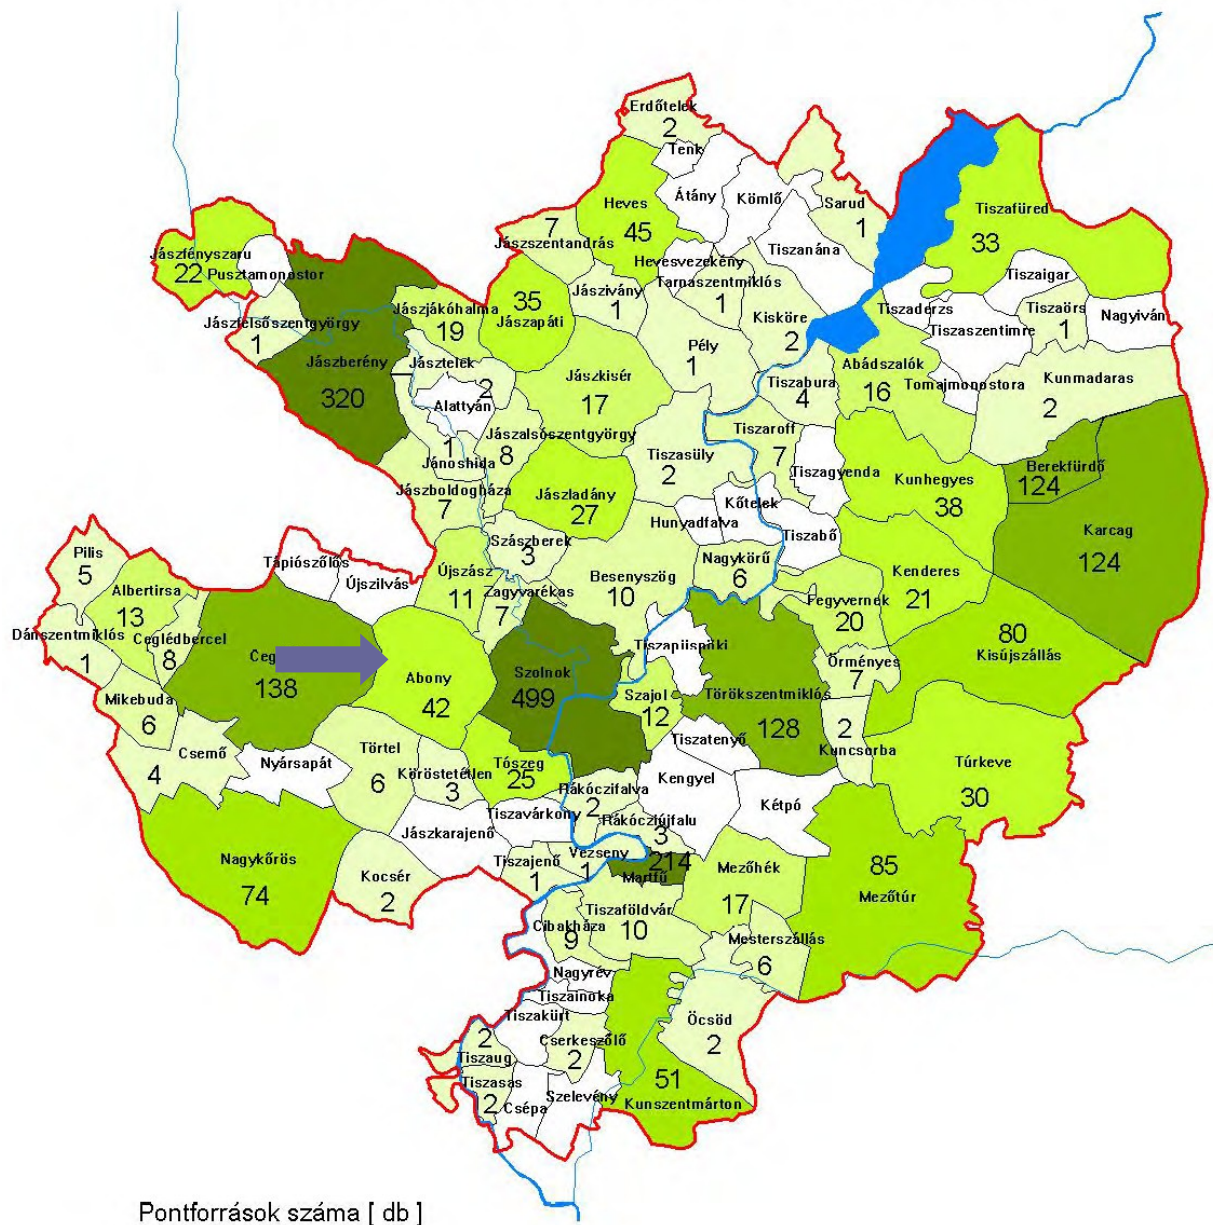 Erdőtelek
2
Tenk
Átány
Kömlő
Heves
45
Sarud
1
Tiszafüred
33
7
Jászszentandrás
Jászfényszaru
22
Pusztamonostor
Hevesvezekény
Tiszanána
Tarnaszentmiklós
1
Tiszaigar
Jászivány
1
35
Jászapáti
Jászjákóhalma
19
Jászfelsőszentgyörgy
1
Kisköre
2
Tiszaderzs
Tiszaörs
1
Nagyiván
Tiszaszentimre
Jászberény
320
Jásztelek
1
2
Pély
1
Abádszalók
16
Jászkisér
17
Tiszabura
4
Tomajmonostora
Kunmadaras
2
Alattyán
Jászalsószentgyörgy
8
1
Jánoshida
Tiszaroff
7
Tiszasüly
2
Tiszagyenda
Kunhegyes
38
Berekfürdő
124
Jászboldogháza
7
Jászladány
27
Kőtelek
Hunyadfalva
Karcag
124
Szászberek
3
Tiszabő
Pilis
5
Tápiószőlős
Újszilvás
Újszász
11
Nagykörű
6
Besenyszög
10
Kenderes
21
Albertirsa
13
Zagyvarékas
7
Fegyvernek
20
Dánszentmiklós
1
Ceglédbercel
8
Ceg
138
80
Kisújszállás
Tiszapüspöki
Örményes
7
Abony
42
Szolnok
499
Szajol
12
Törökszentmiklós
128
Mikebuda
6
2
Kuncsorba
Csemő
4
Nyársapát
Törtel
6
Köröstetétlen
3
Tószeg
25
Tiszatenyő
Kengyel
Túrkeve
30
Rákóczifalva
2
Kétpó
Tiszavárkony
Rákócziújfalu
3
Jászkarajenő
Nagykőrös
74
Tiszajenő
1
Vezseny
1
214
Martfű
Mezőhék
17
85
Mezőtúr
Kocsér
2
Tiszaföldvár
10
Cibakháza
9
Mesterszállás
6
Nagyrév
Tiszainoka
Tiszakürt
Öcsöd
2
2
Tiszaug
Cserkeszőlő
2
Tiszasas
2
Csépa
Szelevény
51
Kunszentmárton
Pontforrások száma [ db ]